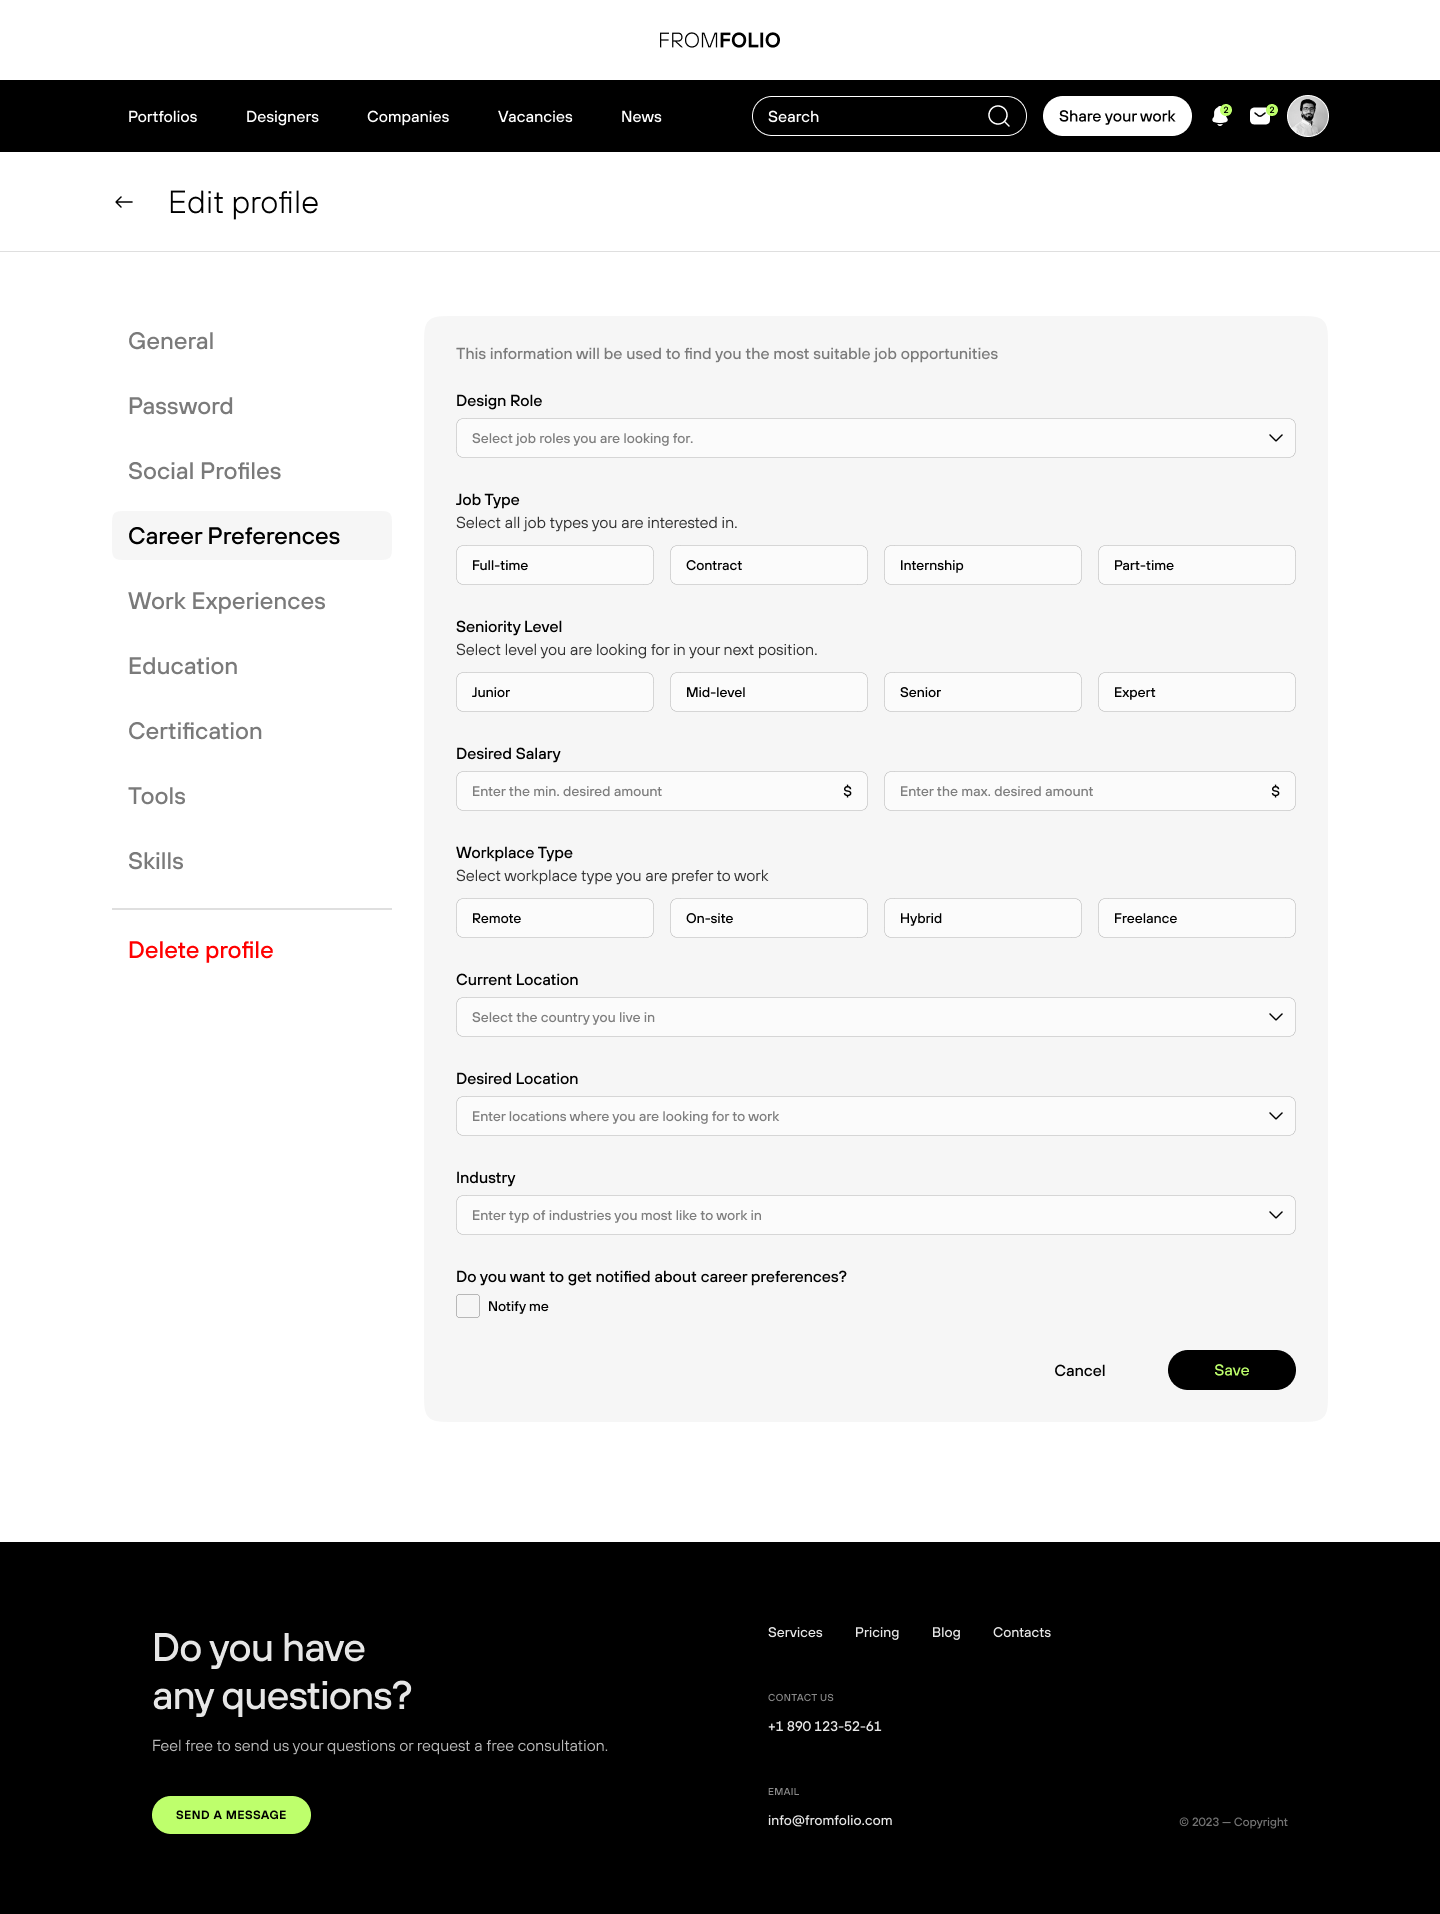 FROMFOLIO
Portfolios Designers Companies Vacancies News Search Share your work 2 2
Edit profile
General
Password
Social Profiles
Career Preferences
Work Experiences
Education
Certification
Tools
Skills
Delete profile
This information will be used to find you the most suitable job opportunities
Design Role
Select job roles you are looking for.
Job Type
Select all job types you are interested in.
Full-time Contract Internship Part-time
Seniority Level
Select level you are looking for in your next position.
Junior Mid-level Senior Expert
Desired Salary
Enter the min. desired amount $ Enter the max. desired amount $
Workplace Type
Select workplace type you are prefer to work
Remote On-site Hybrid Freelance
Current Location
Select the country you live in
Desired Location
Enter locations where you are looking for to work
Industry
Enter typ of industries you most like to work in
Do you want to get notified about career preferences?
Notify me
Cancel Save
Do you have
any questions?
Feel free to send us your questions or request a free consultation.
SEND A MESSAGE
Services Pricing Blog Contacts
CONTACT US
+1 890 123-52-61
EMAIL
info@fromfolio.com
© 2023 — Copyright